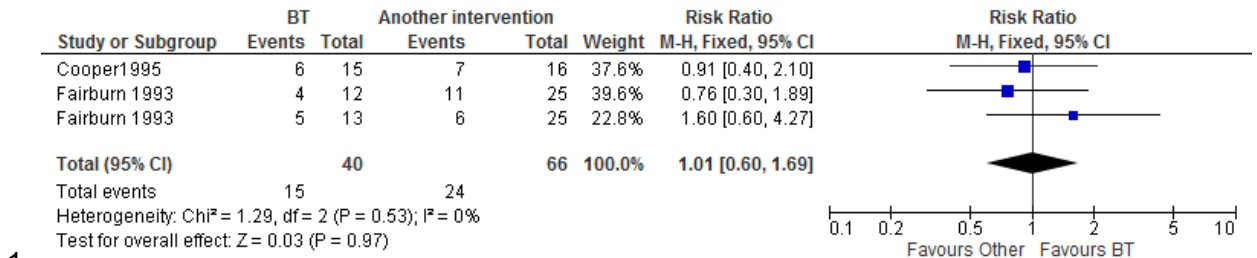 BT Another intervention Risk Ratio Risk Ratio
Study or Subgroup Events Total Events Total Weight M-H, Fixed, 95% CI M-H, Fixed, 95% CI
Cooper1995 6 15 7 16 37.6% 0.91 [0.40, 2.10]
Fairburn 1993 4 12 11 25 39.6% 0.76 [0.30, 1.89]
Fairburn 1993 5 13 6 25 22.8% 1.60 [0.60, 4.27]
Total (95% CI) 40 66 100.0% 1.01 [0.60, 1.69]
Total events 15 24
Heterogeneity: Chi² = 1.29, df = 2 (P = 0.53); I² = 0%
Test for overall effect: Z = 0.03 (P = 0.97)
0.1 0.2 0.5 1 2 5 10
Favours Other Favours BT